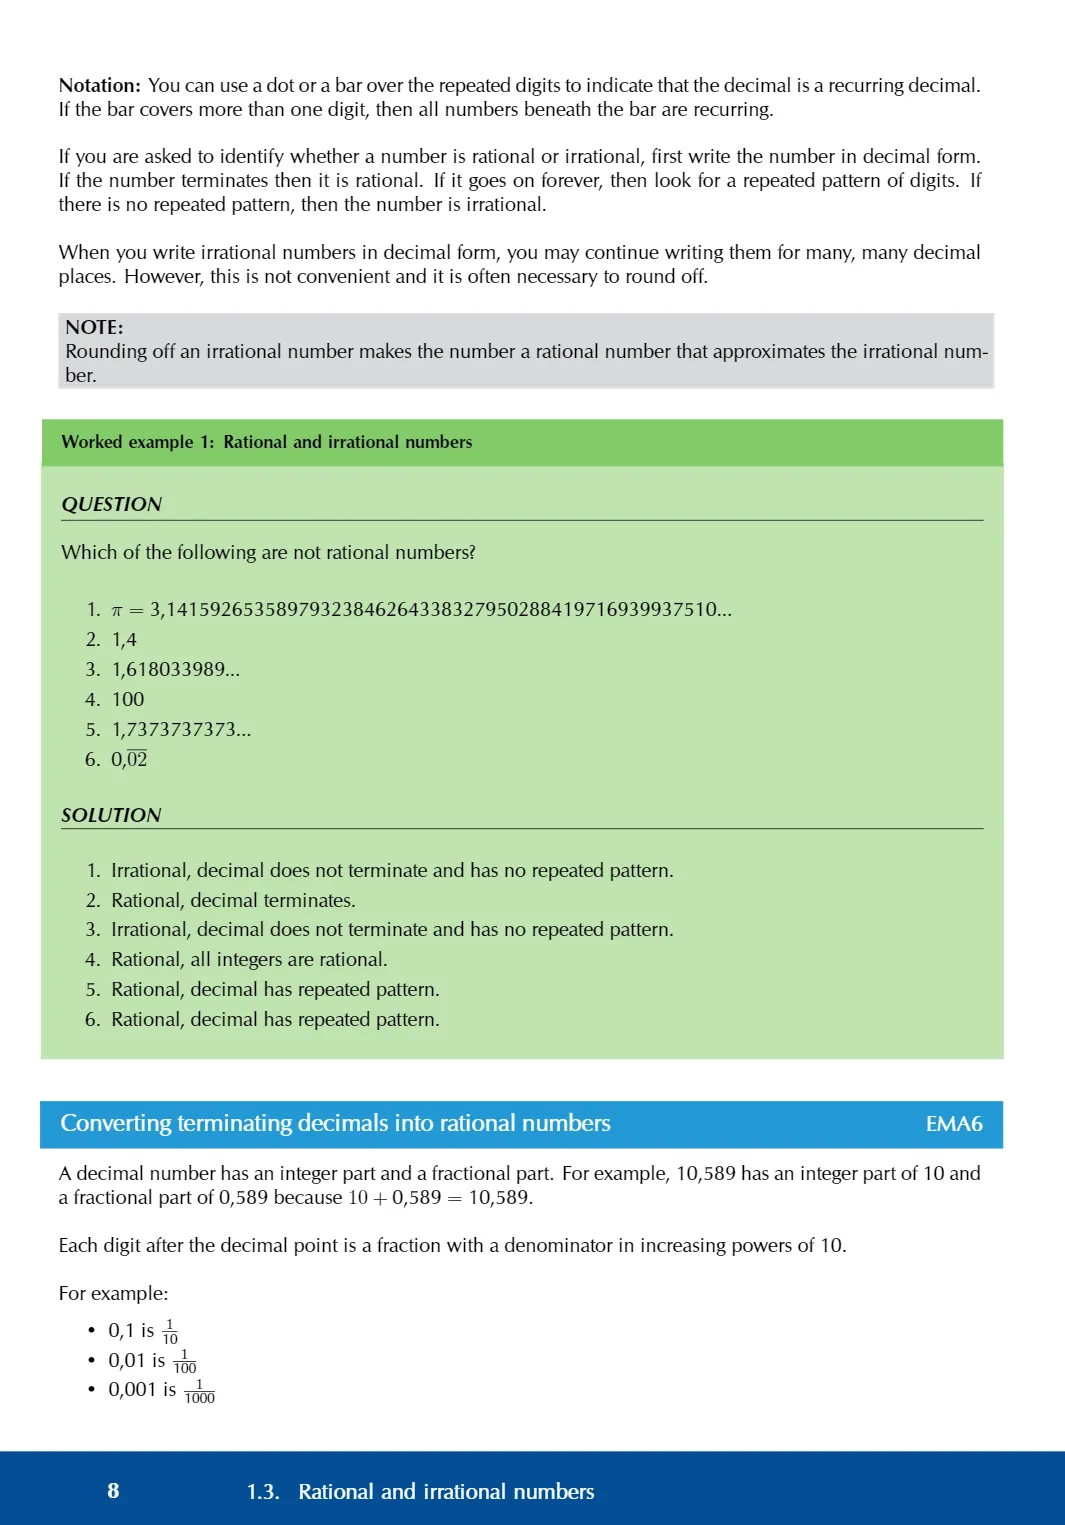 Notation: You can use a dot or a bar over the repeated digits to indicate that the decimal is a recurring decimal.
If the bar covers more than one digit, then all numbers beneath the bar are recurring.
If you are asked to identify whether a number is rational or irrational, first write the number in decimal form.
If the number terminates then it is rational. If it goes on forever, then look for a repeated pattern of digits. If
there is no repeated pattern, then the number is irrational.
When you write irrational numbers in decimal form, you may continue writing them for many, many decimal
places. However, this is not convenient and it is often necessary to round off.
NOTE:
Rounding off an irrational number makes the number a rational number that approximates the irrational num-
ber.
Worked example 1: Rational and irrational numbers
QUESTION
Which of the following are not rational numbers?
1. π = 3,14159265358979323846264338327950288419716939937510...
2. 1,4
3. 1,618033989...
4. 100
5. 1,7373737373...
6. 0,0̅2̅
SOLUTION
1. Irrational, decimal does not terminate and has no repeated pattern.
2. Rational, decimal terminates.
3. Irrational, decimal does not terminate and has no repeated pattern.
4. Rational, all integers are rational.
5. Rational, decimal has repeated pattern.
6. Rational, decimal has repeated pattern.
Converting terminating decimals into rational numbers EMA6
A decimal number has an integer part and a fractional part. For example, 10,589 has an integer part of 10 and
a fractional part of 0,589 because 10 + 0,589 = 10,589.
Each digit after the decimal point is a fraction with a denominator in increasing powers of 10.
For example:
• 0,1 is 1/10
• 0,01 is 1/100
• 0,001 is 1/1000
8 1.3. Rational and irrational numbers